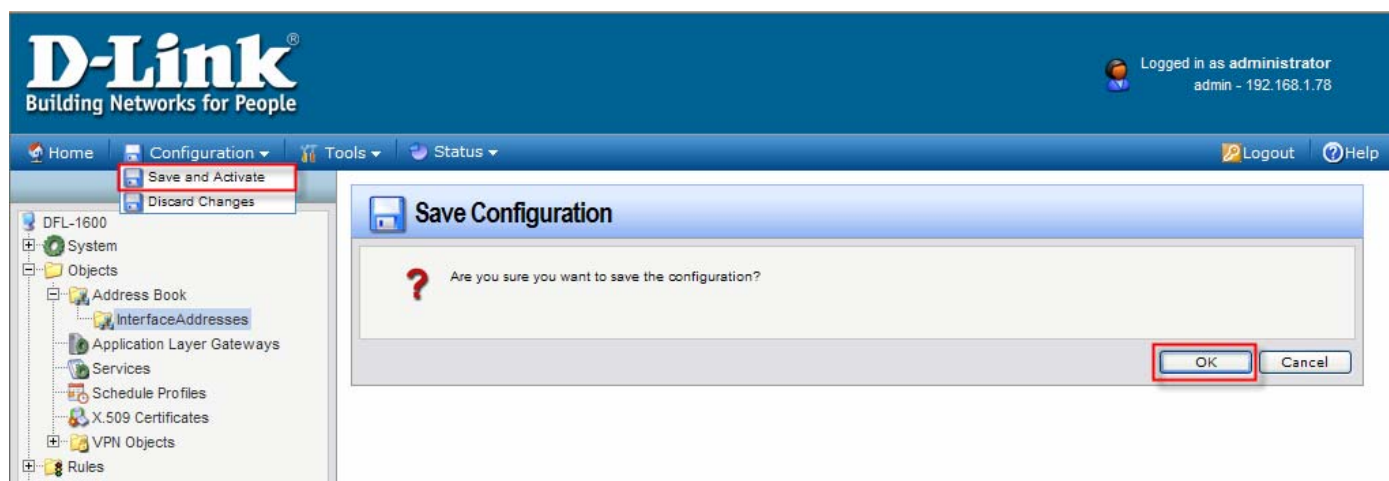 D-Link®
Building Networks for People
Logged in as administrator
admin - 192.168.1.78
Home Configuration Tools Status Logout Help
Save and Activate
Discard Changes
DFL-1600
System
Objects
Address Book
InterfaceAddresses
Application Layer Gateways
Services
Schedule Profiles
X.509 Certificates
VPN Objects
Rules
Save Configuration
Are you sure you want to save the configuration?
OK Cancel